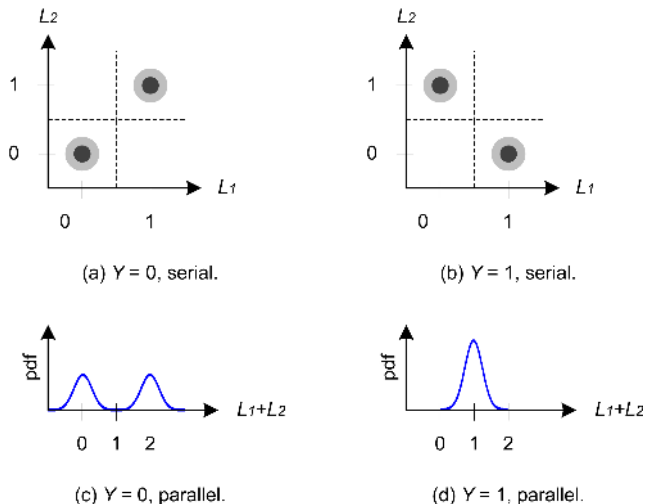 L2
1
0
L1
0 1
(a) Y = 0, serial.
L2
1
0
L1
0 1
(b) Y = 1, serial.
pdf
L1+L2
0 1 2
(c) Y = 0, parallel.
pdf
L1+L2
0 1 2
(d) Y = 1, parallel.